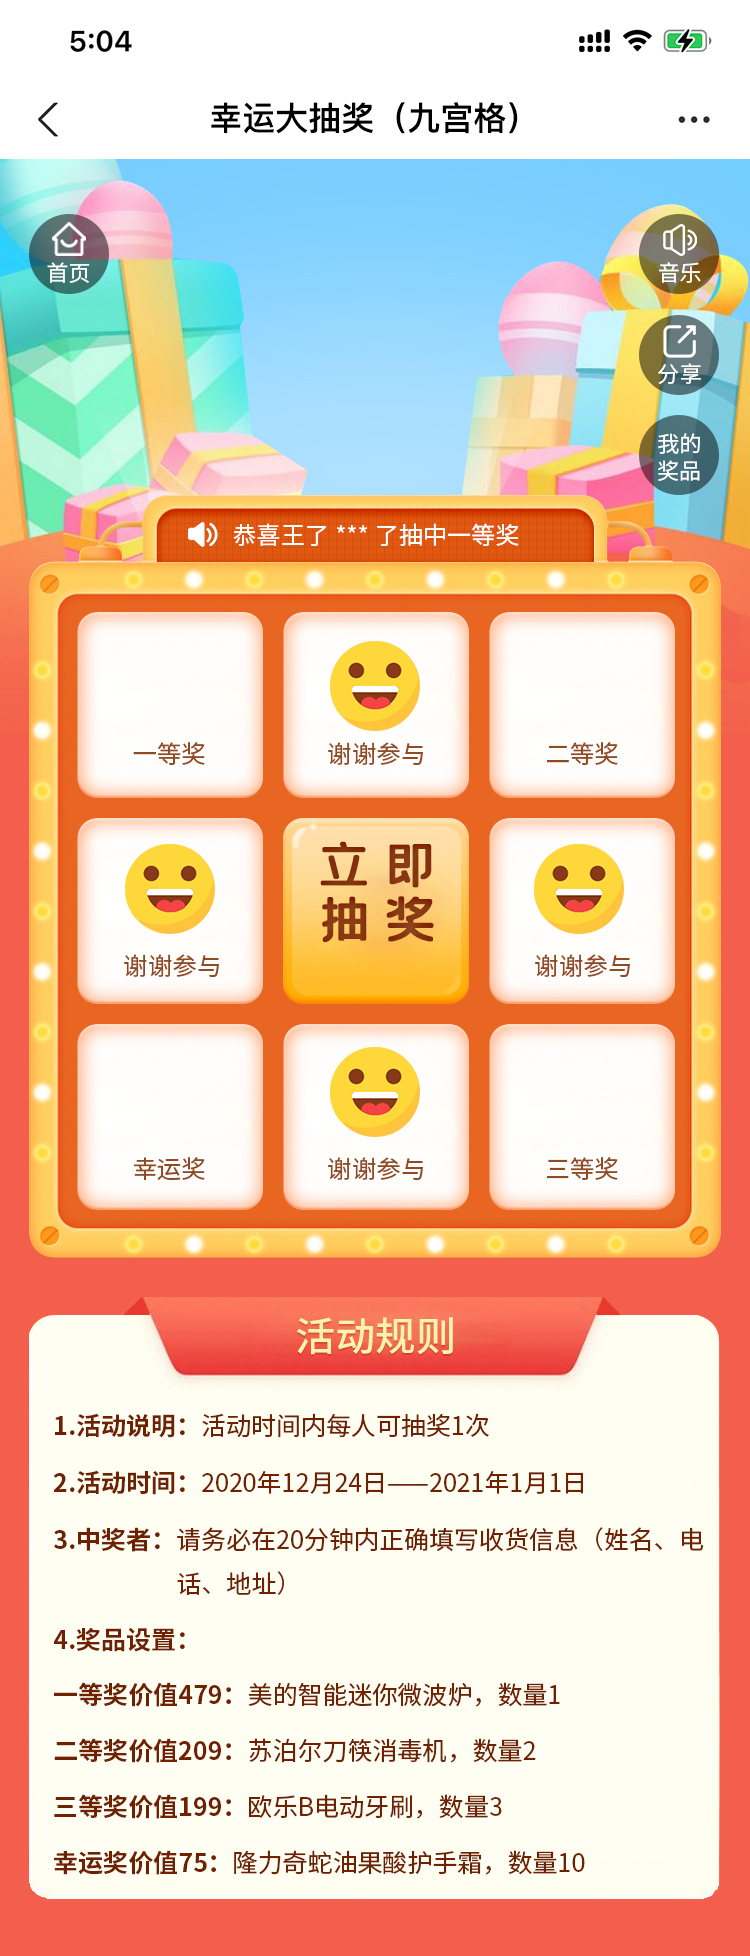 5:04
幸运大抽奖（九宫格）
首页
音乐
分享
我的
奖品
恭喜王了 *** 了抽中一等奖
一等奖
谢谢参与
二等奖
谢谢参与
立即
抽奖
谢谢参与
幸运奖
谢谢参与
三等奖
活动规则
1.活动说明：活动时间内每人可抽奖1次
2.活动时间：2020年12月24日——2021年1月1日
3.中奖者：请务必在20分钟内正确填写收货信息（姓名、电
话、地址）
4.奖品设置：
一等奖价值479：美的智能迷你微波炉，数量1
二等奖价值209：苏泊尔刀筷消毒机，数量2
三等奖价值199：欧乐B电动牙刷，数量3
幸运奖价值75：隆力奇蛇油果酸护手霜，数量10